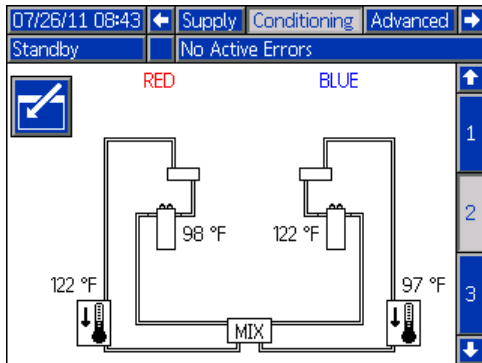 07/26/11 08:43 Supply Conditioning Advanced
Standby No Active Errors
RED BLUE
1
98 °F 122 °F
2
122 °F 97 °F
3
MIX